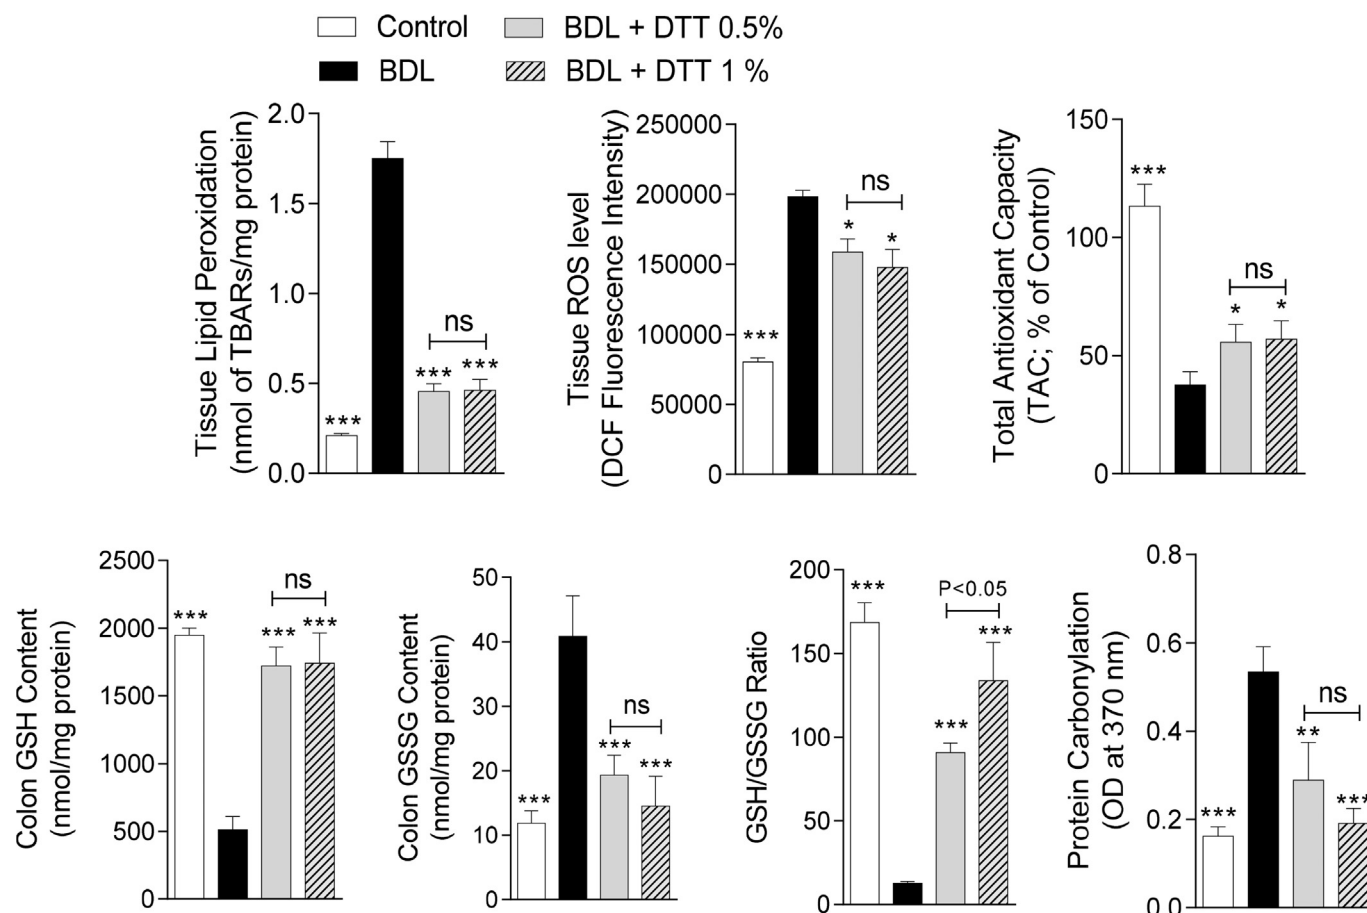 Control
BDL + DTT 0.5%
BDL
BDL + DTT 1 %
Tissue Lipid Peroxidation
(nmol of TBARs/mg protein)
2.0
1.5
1.0
0.5
0.0
***
***
***
ns
Tissue ROS level
(DCF Fluorescence Intensity)
250000
200000
150000
100000
50000
0
***
*
*
ns
Total Antioxidant Capacity
(TAC; % of Control)
150
100
50
0
***
*
*
ns
Colon GSH Content
(nmol/mg protein)
2500
2000
1500
1000
500
0
***
***
***
ns
Colon GSSG Content
(nmol/mg protein)
50
40
30
20
10
0
***
***
***
ns
GSH/GSSG Ratio
200
150
100
50
0
***
***
***
P<0.05
Protein Carbonylation
(OD at 370 nm)
0.8
0.6
0.4
0.2
0.0
***
**
***
ns